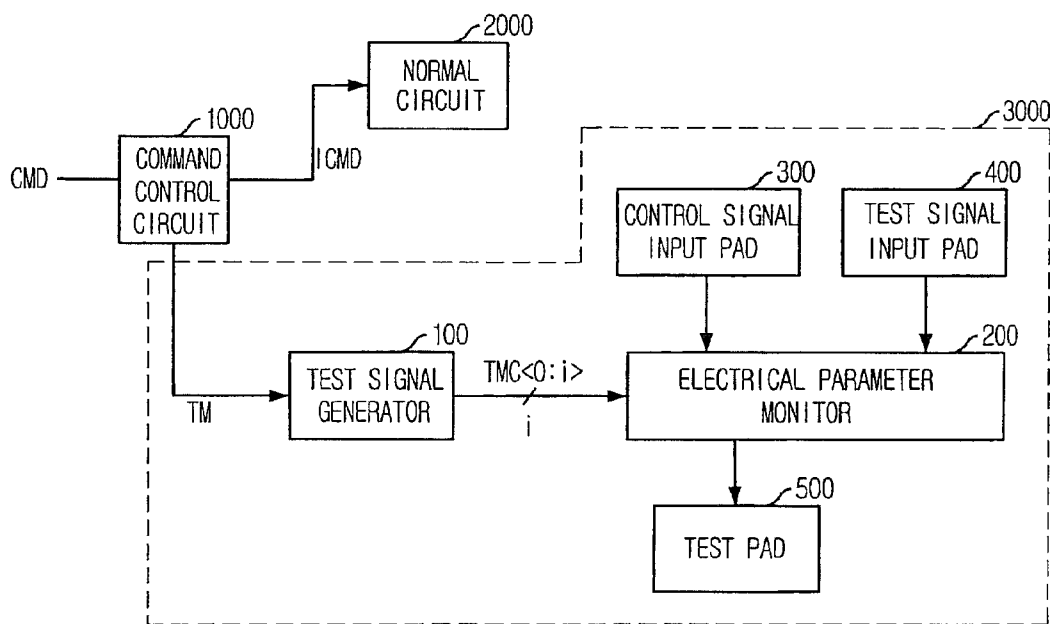 2000
NORMAL
CIRCUIT
1000
3000
CMD
COMMAND
CONTROL
CIRCUIT
ICMD
300
400
CONTROL SIGNAL
INPUT PAD
TEST SIGNAL
INPUT PAD
100
200
TM
TEST SIGNAL
GENERATOR
TMC<0:i>
i
ELECTRICAL PARAMETER
MONITOR
500
TEST PAD